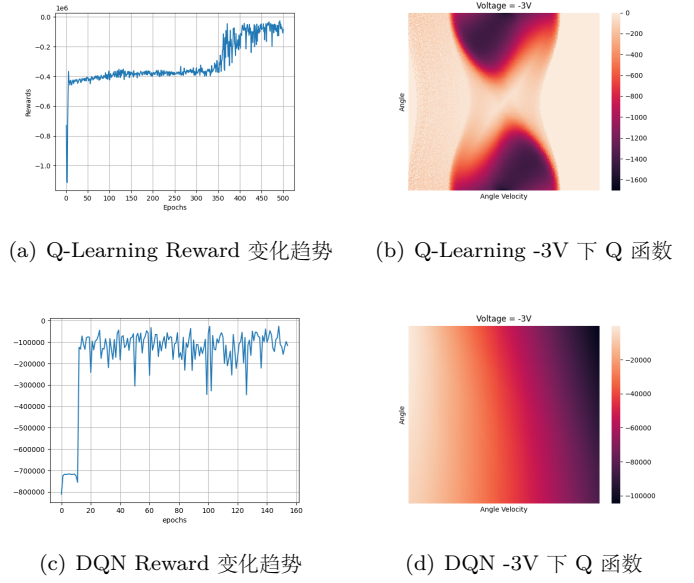 1e6
0.0
−0.2
−0.4
−0.6
−0.8
−1.0
Rewards
0 50 100 150 200 250 300 350 400 450 500
Epochs
Voltage = -3V
Angle
Angle Velocity
0
−200
−400
−600
−800
−1000
−1200
−1400
−1600
(a) Q-Learning Reward 变化趋势
(b) Q-Learning -3V 下 Q 函数
0
−100000
−200000
−300000
−400000
−500000
−600000
−700000
−800000
0 20 40 60 80 100 120 140 160
epochs
Voltage = -3V
Angle
Angle Velocity
−20000
−40000
−60000
−80000
−100000
(c) DQN Reward 变化趋势
(d) DQN -3V 下 Q 函数